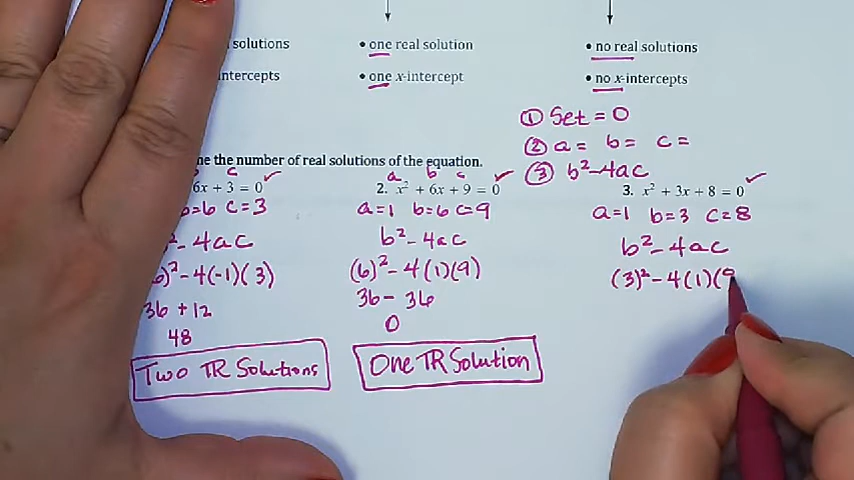 solutions
• one real solution
• no real solutions
ntercepts
• one x-intercept
• no x-intercepts
① Set = 0
② a = b = c =
③ b²-4ac
ne the number of real solutions of the equation.
c
6x + 3 = 0 ✓
=6 c=3
²- 4ac
)² - 4(-1)(3)
36 + 12
48
Two IR Solutions
a b c
2. x² + 6x + 9 = 0 ✓
a=1 b=6 c=9
b² - 4ac
(6)² - 4(1)(9)
36 - 36
0
One IR Solution
3. x² + 3x + 8 = 0 ✓
a=1 b=3 c=8
b² - 4ac
(3)² - 4(1)(